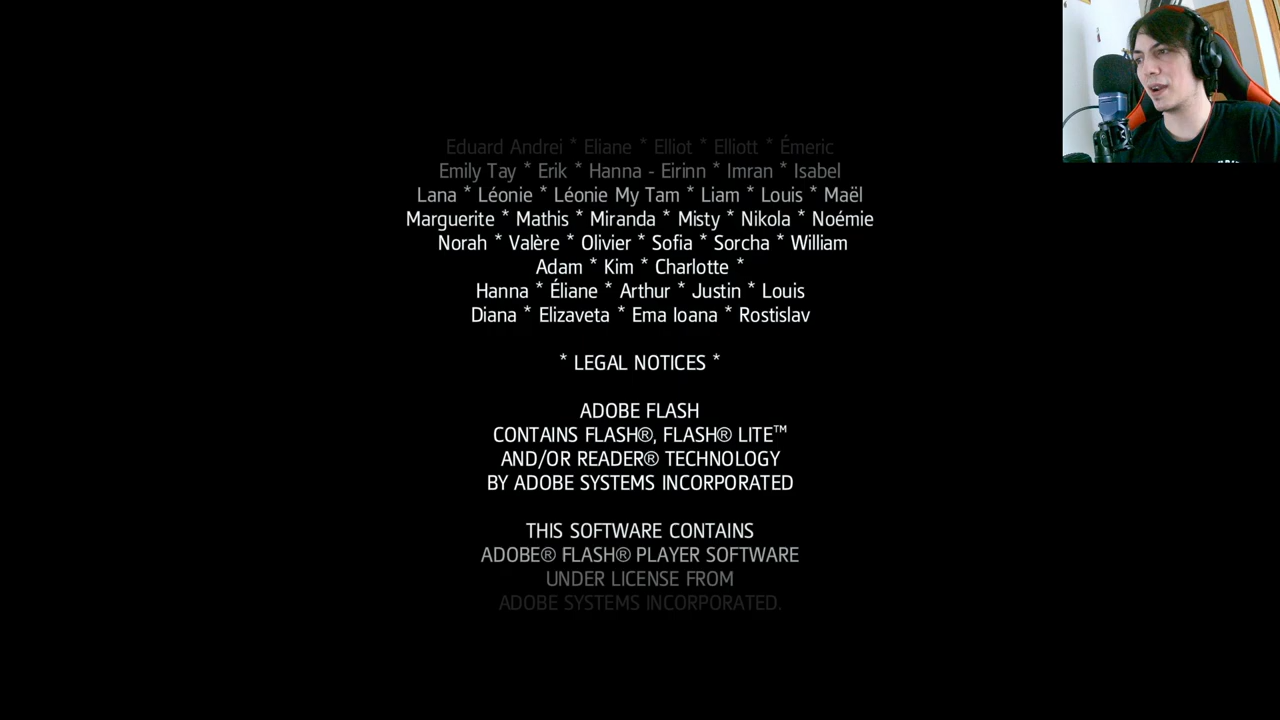 Eduard Andrei * Eliane * Elliot * Elliott * Émeric
Emily Tay * Erik * Hanna - Eirinn * Imran * Isabel
Lana * Léonie * Léonie My Tam * Liam * Louis * Maël
Marguerite * Mathis * Miranda * Misty * Nikola * Noémie
Norah * Valère * Olivier * Sofia * Sorcha * William
Adam * Kim * Charlotte *
Hanna * Éliane * Arthur * Justin * Louis
Diana * Elizaveta * Ema Ioana * Rostislav
* LEGAL NOTICES *
ADOBE FLASH
CONTAINS FLASH®, FLASH® LITE™
AND/OR READER® TECHNOLOGY
BY ADOBE SYSTEMS INCORPORATED
THIS SOFTWARE CONTAINS
ADOBE® FLASH® PLAYER SOFTWARE
UNDER LICENSE FROM
ADOBE SYSTEMS INCORPORATED.